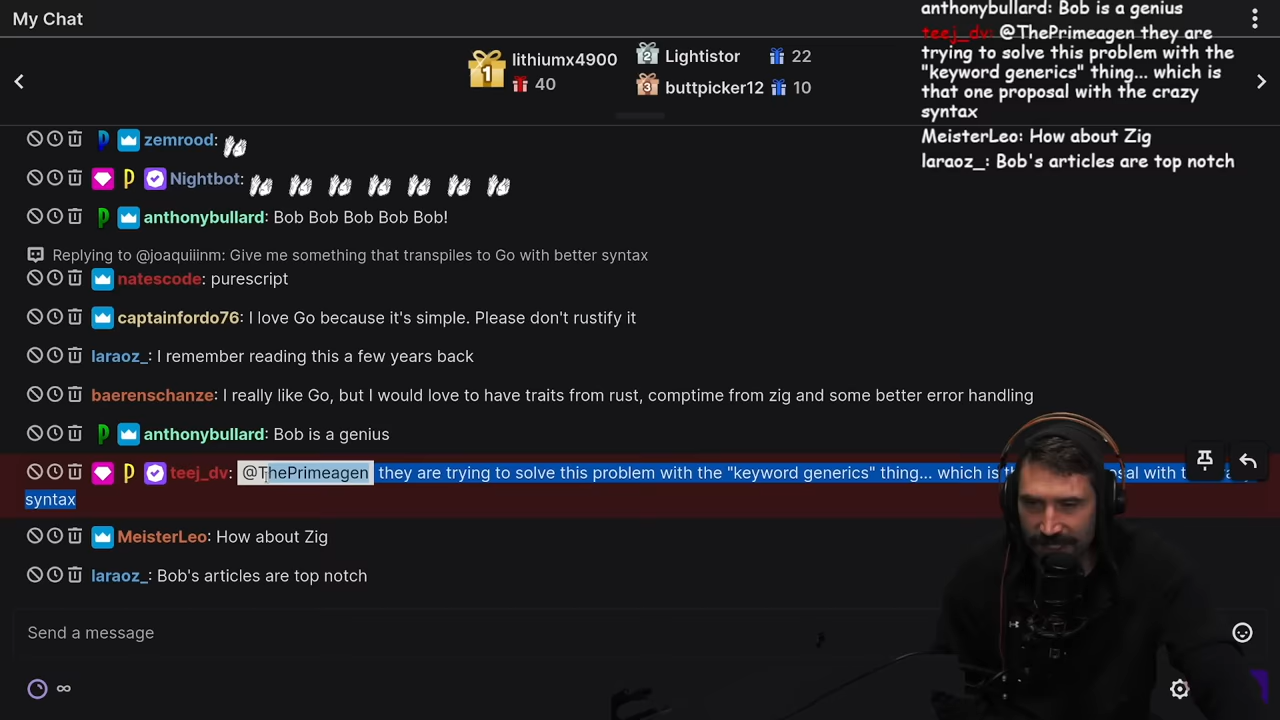 My Chat
lithiumx4900
40
Lightistor 22
buttpicker12 10
zemrood:
Nightbot:
anthonybullard: Bob Bob Bob Bob Bob!
Replying to @joaquiiinm: Give me something that transpiles to Go with better syntax
natescode: purescript
captainfordo76: I love Go because it's simple. Please don't rustify it
laraoz_: I remember reading this a few years back
baerenschanze: I really like Go, but I would love to have traits from rust, comptime from zig and some better error handling
anthonybullard: Bob is a genius
teej_dv: @ThePrimeagen they are trying to solve this problem with the "keyword generics" thing... which is
syntax
MeisterLeo: How about Zig
laraoz_: Bob's articles are top notch
Send a message
anthonybullard: Bob is a genius
teej_dv: @ThePrimeagen they are
trying to solve this problem with the
"keyword generics" thing... which is
that one proposal with the crazy
syntax
MeisterLeo: How about Zig
laraoz_: Bob's articles are top notch